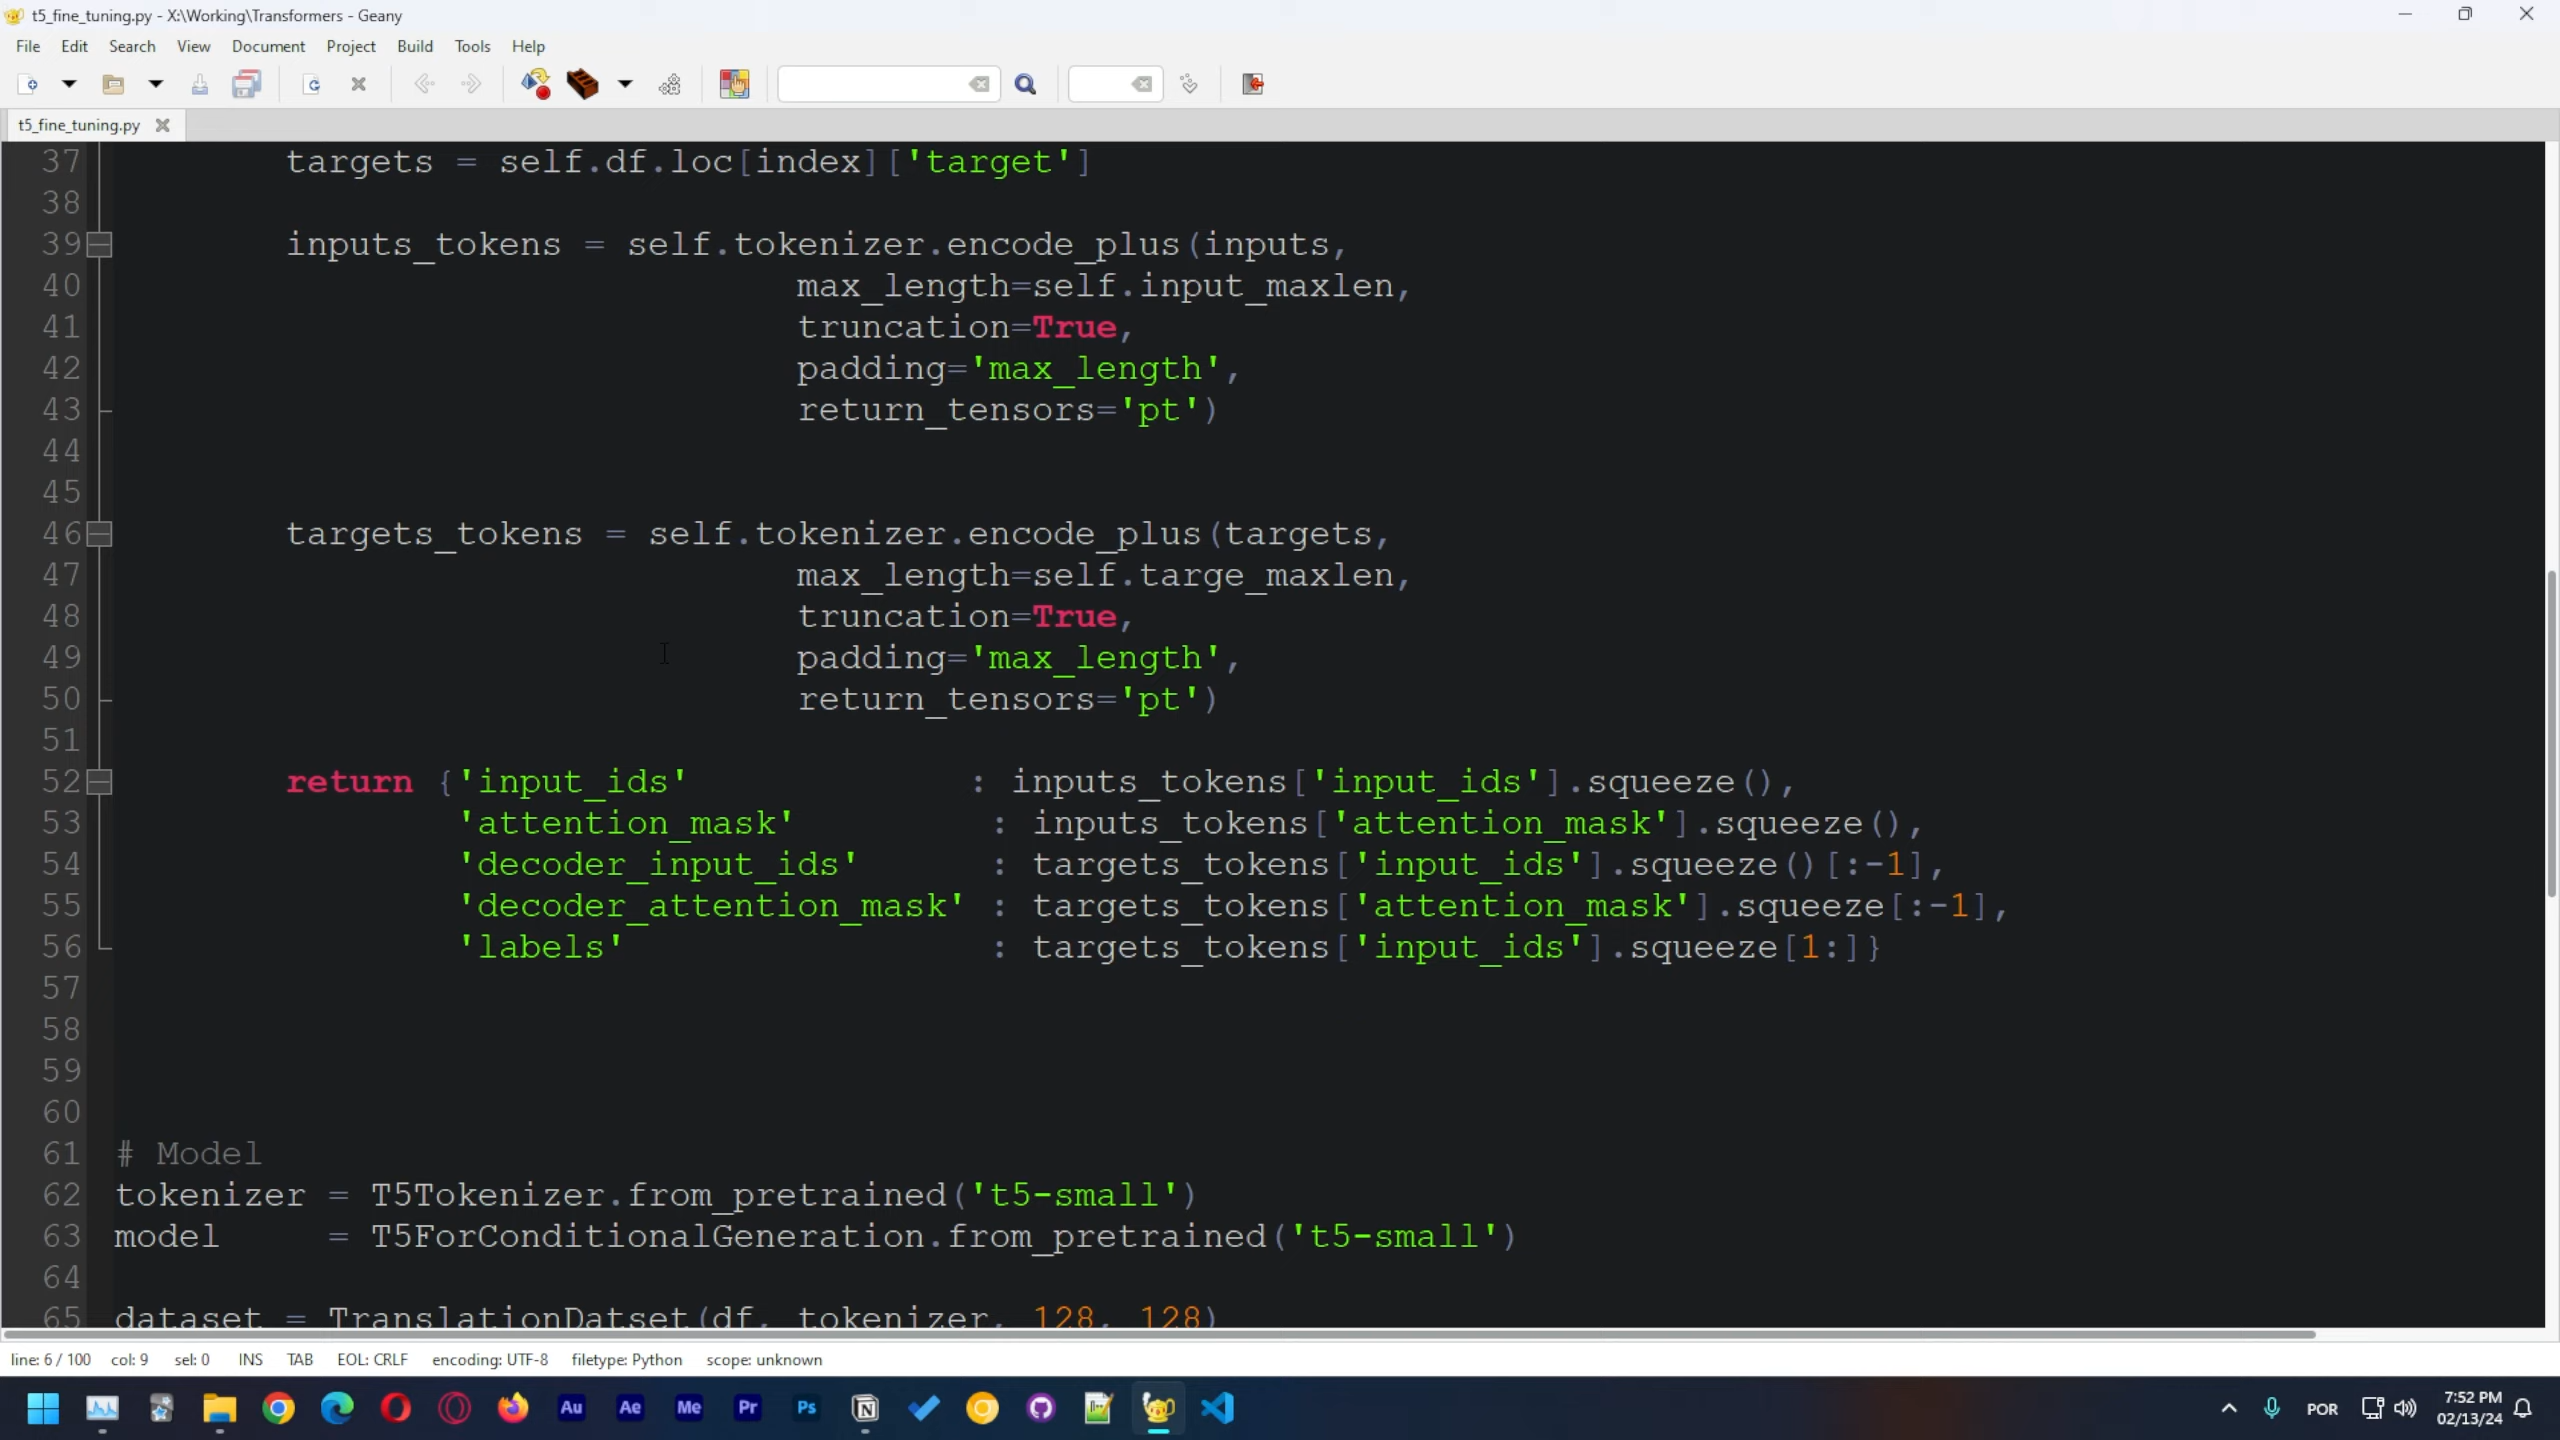 t5_fine_tuning.py - X:\Working\Transformers - Geany
File Edit Search View Document Project Build Tools Help
t5_fine_tuning.py
37 targets = self.df.loc[index]['target']
38
39 inputs_tokens = self.tokenizer.encode_plus(inputs,
40 max_length=self.input_maxlen,
41 truncation=True,
42 padding='max_length',
43 return_tensors='pt')
44
45
46 targets_tokens = self.tokenizer.encode_plus(targets,
47 max_length=self.targe_maxlen,
48 truncation=True,
49 padding='max_length',
50 return_tensors='pt')
51
52 return {'input_ids' : inputs_tokens['input_ids'].squeeze(),
53 'attention_mask' : inputs_tokens['attention_mask'].squeeze(),
54 'decoder_input_ids' : targets_tokens['input_ids'].squeeze()[:-1],
55 'decoder_attention_mask' : targets_tokens['attention_mask'].squeeze[:-1],
56 'labels' : targets_tokens['input_ids'].squeeze[1:]}
57
58
59
60
61 # Model
62 tokenizer = T5Tokenizer.from_pretrained('t5-small')
63 model = T5ForConditionalGeneration.from_pretrained('t5-small')
64
65 dataset = TranslationDatset(df, tokenizer, 128, 128)
line: 6 / 100 col: 9 sel: 0 INS TAB EOL: CRLF encoding: UTF-8 filetype: Python scope: unknown
Au Ae Me Pr Ps N POR 7:52 PM
02/13/24